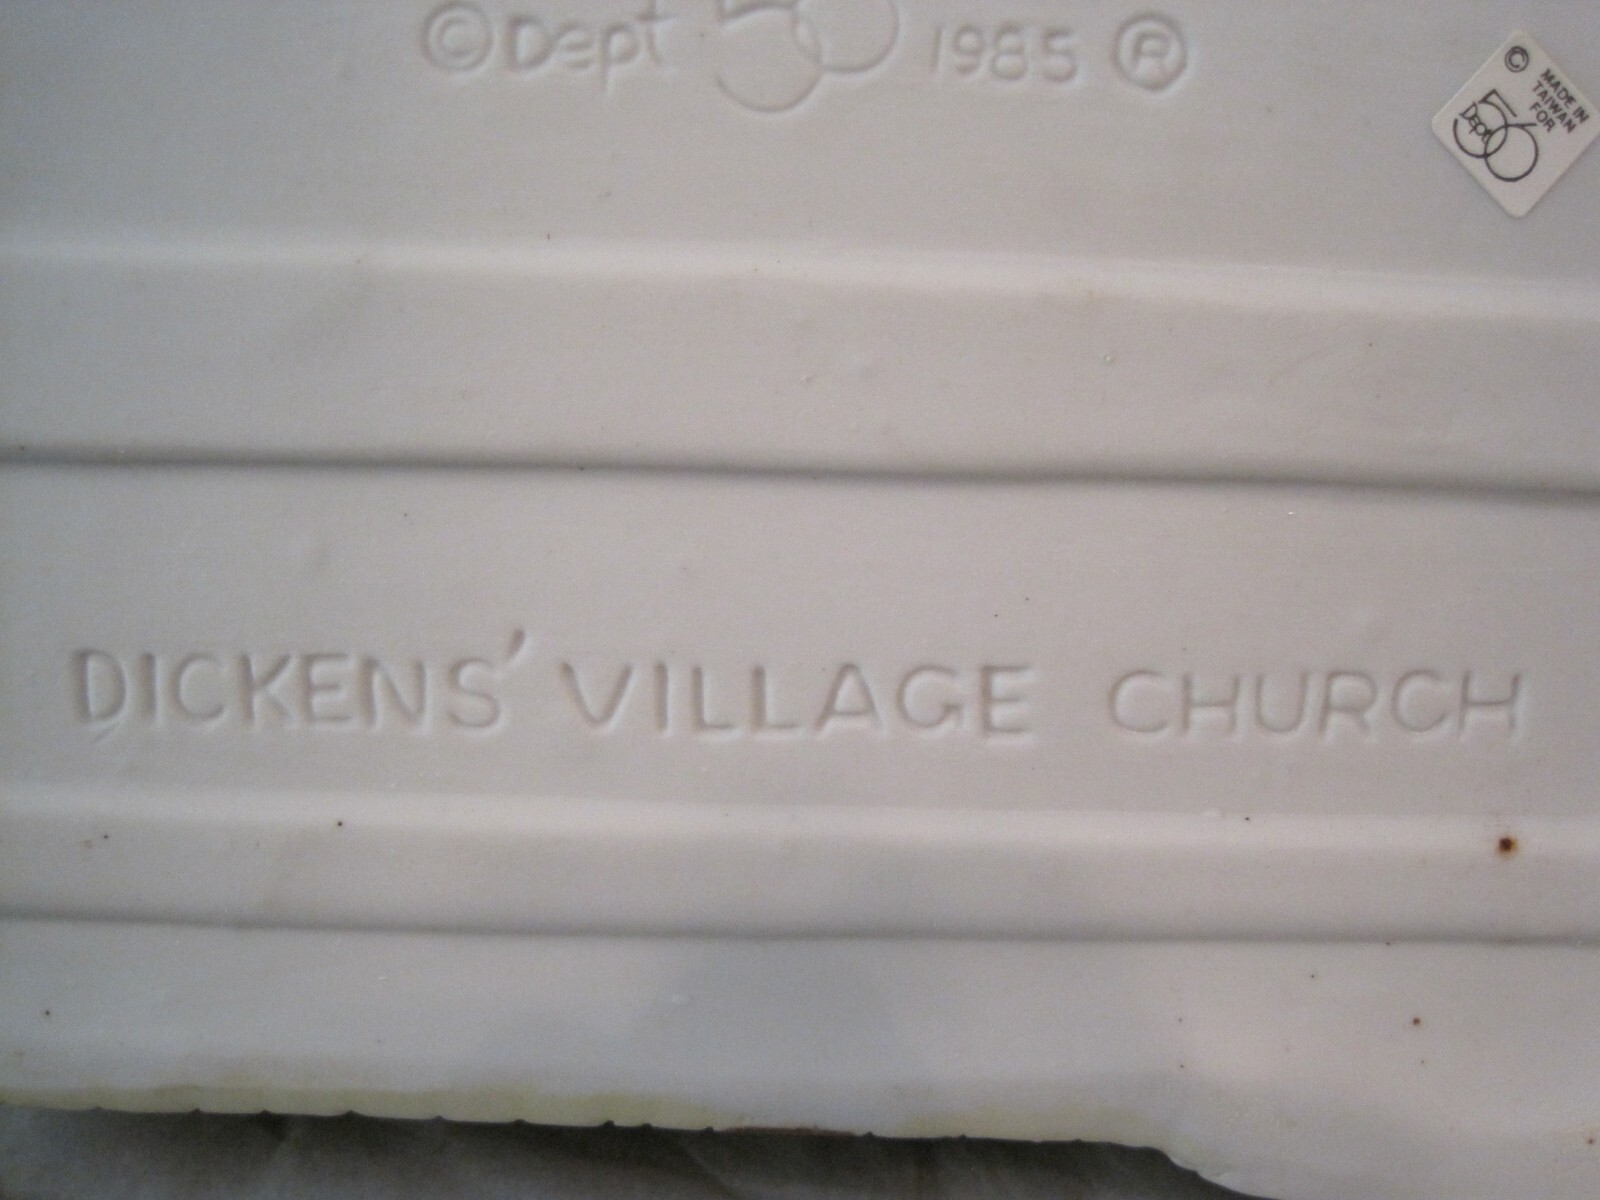 © Dept 56 1985 ®
© MADE IN
TAIWAN
FOR
Dept 56
DICKENS' VILLAGE CHURCH